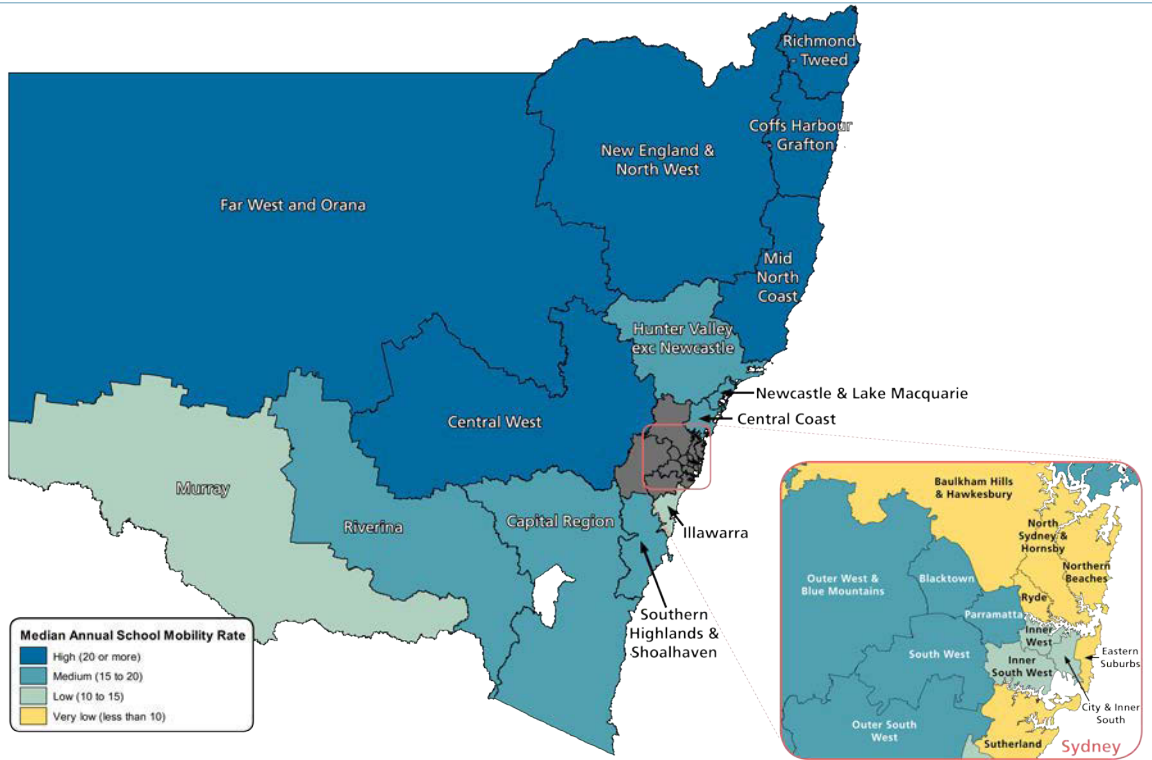 Richmond
- Tweed
Coffs Harbour
- Grafton
New England &
North West
Far West and Orana
Mid
North
Coast
Hunter Valley
exc Newcastle
Newcastle & Lake Macquarie
Central Coast
Central West
Murray
Riverina
Capital Region
Illawarra
Southern
Highlands &
Shoalhaven
Median Annual School Mobility Rate
High (20 or more)
Medium (15 to 20)
Low (10 to 15)
Very low (less than 10)
Baulkham Hills
& Hawkesbury
North
Sydney &
Hornsby
Northern
Beaches
Outer West &
Blue Mountains
Blacktown
Ryde
Parramatta
Inner
West
South West
Inner
South West
Eastern
Suburbs
City & Inner
South
Outer South
West
Sutherland
Sydney